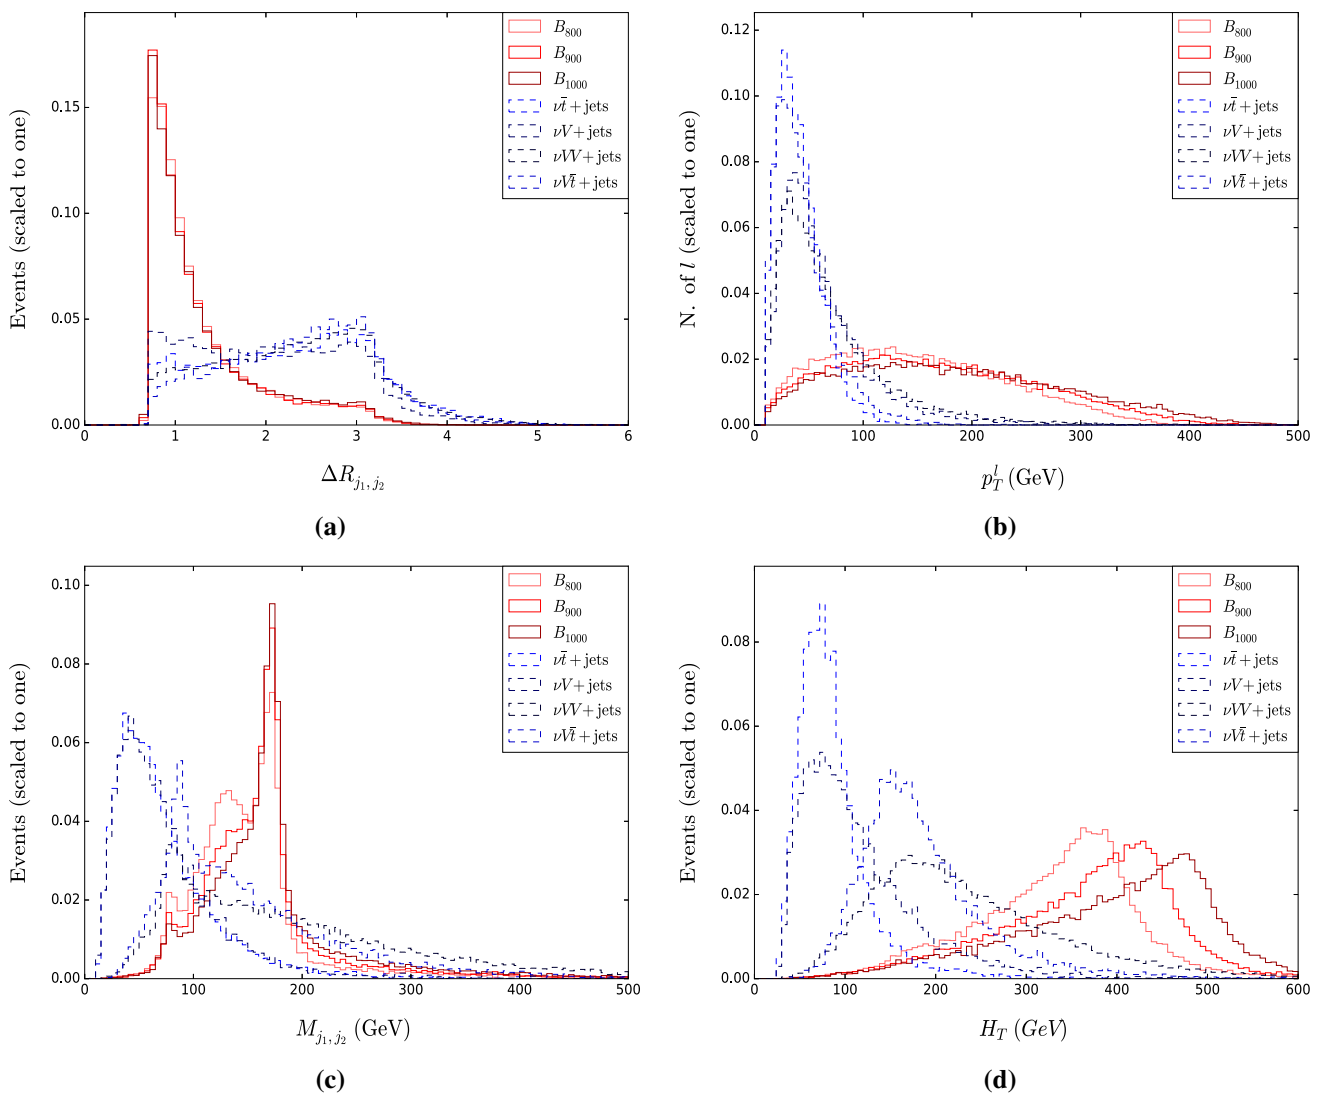 Events (scaled to one)
0.15
0.10
0.05
0.00
0 1 2 3 4 5 6
ΔR_{j₁,j₂}
B₈₀₀
B₉₀₀
B₁₀₀₀
νt̄+jets
νV+jets
νVV+jets
νVt̄+jets
(a)
N. of l (scaled to one)
0.12
0.10
0.08
0.06
0.04
0.02
0.00
0 100 200 300 400 500
p_T^l (GeV)
B₈₀₀
B₉₀₀
B₁₀₀₀
νt̄+jets
νV+jets
νVV+jets
νVt̄+jets
(b)
Events (scaled to one)
0.10
0.08
0.06
0.04
0.02
0.00
0 100 200 300 400 500
M_{j₁,j₂} (GeV)
B₈₀₀
B₉₀₀
B₁₀₀₀
νt̄+jets
νV+jets
νVV+jets
νVt̄+jets
(c)
Events (scaled to one)
0.08
0.06
0.04
0.02
0.00
0 100 200 300 400 500 600
H_T (GeV)
B₈₀₀
B₉₀₀
B₁₀₀₀
νt̄+jets
νV+jets
νVV+jets
νVt̄+jets
(d)